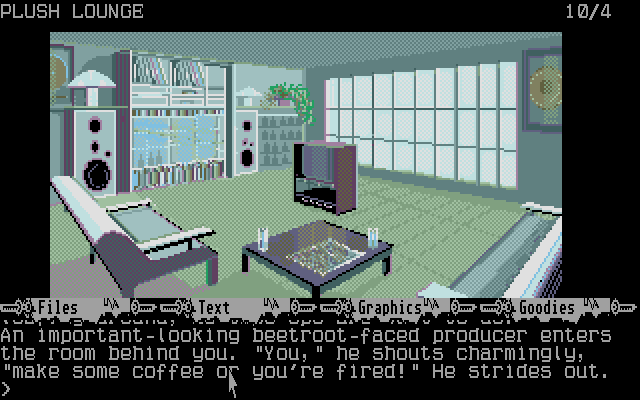 PLUSH LOUNGE 10/4
Files Text Graphics Goodies
An important-looking beetroot-faced producer enters
the room behind you. "You," he shouts charmingly,
"make some coffee or you're fired!" He strides out.
>